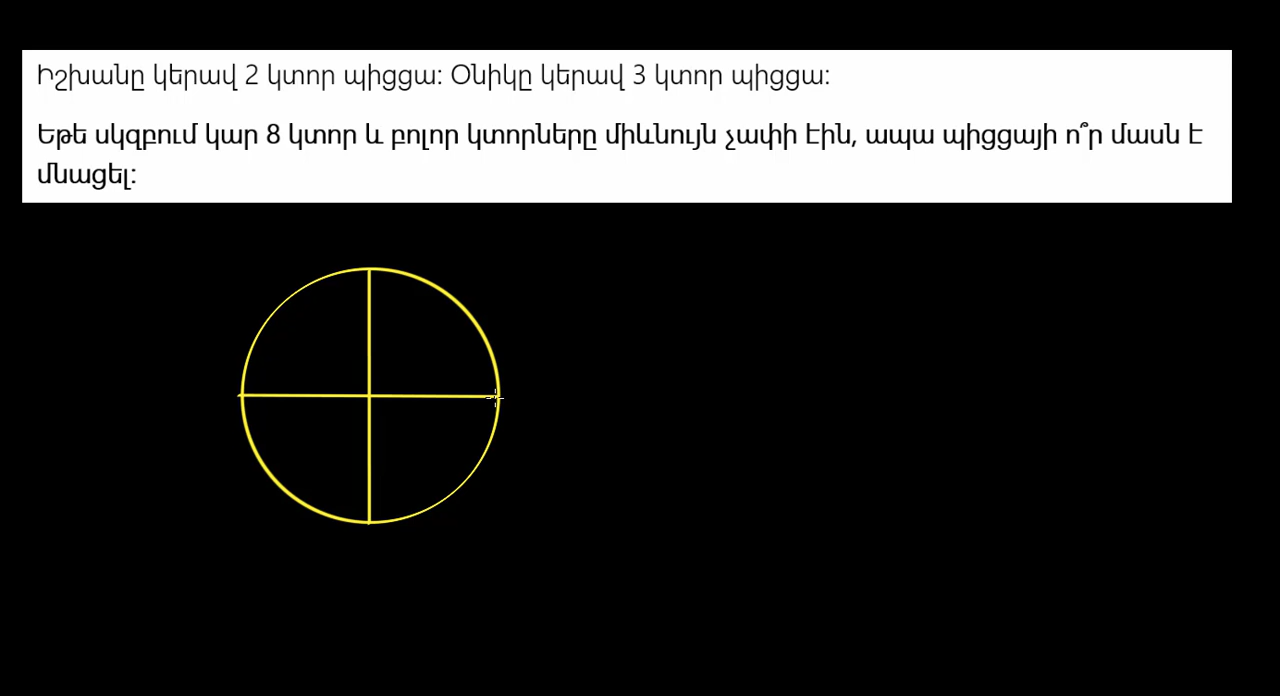 Իշխանը կերավ 2 կտոր պիցցա: Օնիկը կերավ 3 կտոր պիցցա:
Եթե սկզբում կար 8 կտոր և բոլոր կտորները միևնույն չափի էին, ապա պիցցայի ո՞ր մասն է
մնացել: